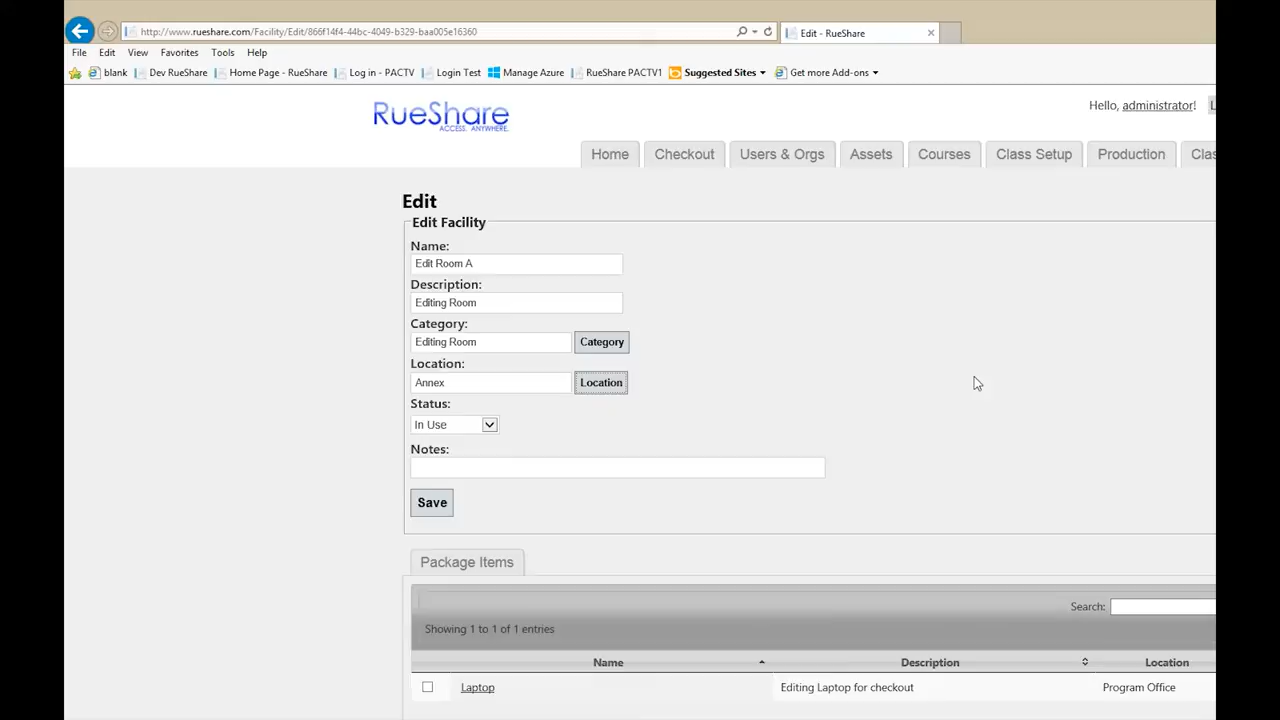 http://www.rueshare.com/Facility/Edit/866f14f4-44bc-4049-b329-baa005e16360
Edit - RueShare
File Edit View Favorites Tools Help
blank Dev RueShare Home Page - RueShare Log in - PACTV Login Test Manage Azure RueShare PACTV1 Suggested Sites Get more Add-ons
RueShare
ACCESS. ANYWHERE.
Hello, administrator! L
Home Checkout Users & Orgs Assets Courses Class Setup Production Clas
Edit
Edit Facility
Name:
Edit Room A
Description:
Editing Room
Category:
Editing Room Category
Location:
Annex Location
Status:
In Use
Notes:
Save
Package Items
Search:
Showing 1 to 1 of 1 entries
Name Description Location
Laptop Editing Laptop for checkout Program Office